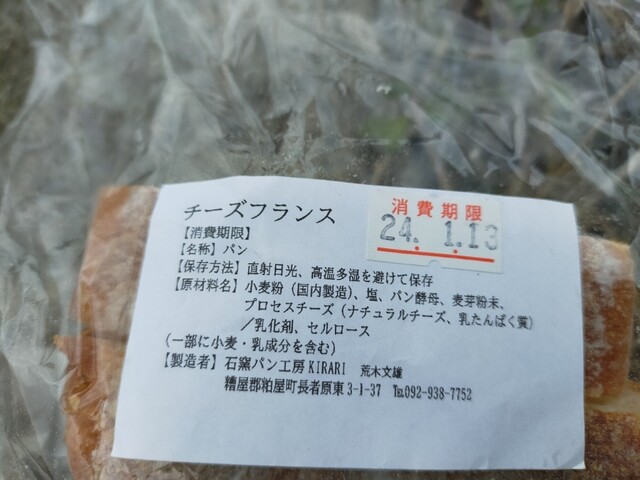 チーズフランス
消費期限
24. 1.13
【消費期限】
【名称】パン
【保存方法】直射日光、高温多湿を避けて保存
【原材料名】小麦粉（国内製造）、塩、パン酵母、麦芽粉末、
プロセスチーズ（ナチュラルチーズ、乳たんぱく質）
／乳化剤、セルロース
（一部に小麦・乳成分を含む）
【製造者】石窯パン工房KIRARI 荒木文雄
糟屋郡粕屋町長者原東3-1-37 ℡092-938-7752